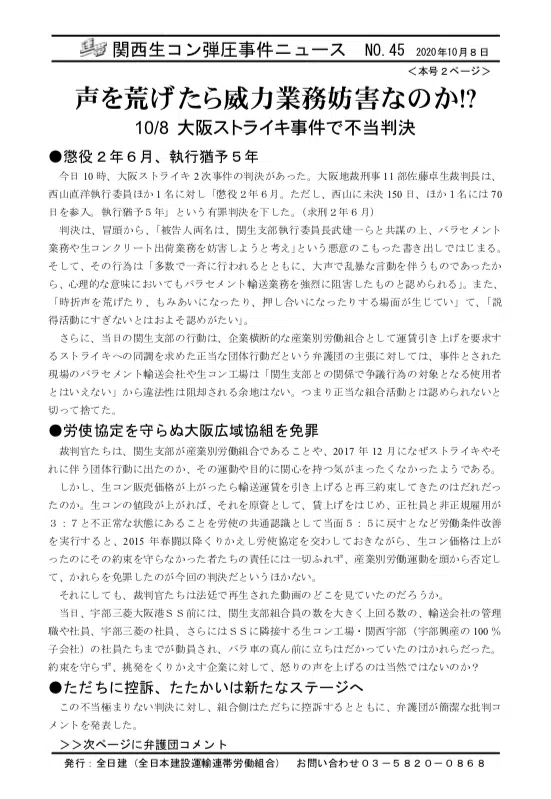 関西生コン弾圧事件ニュース NO.45 2020年10月8日
<本号2ページ>
声を荒げたら威力業務妨害なのか!?
10/8 大阪ストライキ事件で不当判決
●懲役2年6月、執行猶予5年
今日10時、大阪ストライキ2次事件の判決があった。大阪地裁刑事11部佐藤卓生裁判長は、
西山直洋執行委員ほか1名に対し「懲役2年6月。ただし、西山に未決150日、ほか1名には70
日を参入。執行猶予5年」という有罪判決を下した。(求刑2年6月)
判決は、冒頭から、「被告人両名は、関生支部執行委員長武建一らと共謀の上、バラセメント
業務や生コンクリート出荷業務を妨害しようと考え」という悪意のこもった書き出しではじまる。
そして、その行為は「多数で一斉に行われるとともに、大声で乱暴な言動を伴うものであったか
ら、心理的な意味においてもバラセメント輸送業務を強烈に阻害したものと認められる」。また、
「時折声を荒げたり、もみあいになったり、押し合いになったりする場面が生じてい」て、「説
得活動にすぎないとはおよそ認めがたい」。
さらに、当日の関生支部の行動は、企業横断的な産業別労働組合として運賃引き上げを要求す
るストライキへの同調を求めた正当な団体行動だという弁護団の主張に対しては、事件とされた
現場のバラセメント輸送会社や生コン工場は「関生支部との関係で争議行為の対象となる使用者
とはいえない」から違法性は阻却される余地はない。つまり正当な組合活動とは認められないと
切って捨てた。
●労使協定を守らぬ大阪広域協組を免罪
裁判官たちは、関生支部が産業別労働組合であることや、2017年12月になぜストライキやそ
れに伴う団体行動に出たのか、その運動や目的に関心を持つ気がまったくなかったようである。
しかし、生コン販売価格が上がったら輸送運賃を引き上げると再三約束してきたのはだれだっ
たのか。生コンの値段が上がれば、それを原資として、賃上げをはじめ、正社員と非正規雇用が
3:7と不正常な状態にあることを労使の共通認識として当面5:5に戻すとなど労働条件改善
を実行すると、2015年春闘以降くりかえし労使協定を交わしておきながら、生コン価格は上が
ったのにその約束を守らなかった者たちの責任には一切ふれず、産業別労働運動を頭から否定し
て、かれらを免罪したのが今回の判決だというほかない。
それにしても、裁判官たちは法廷で再生された動画のどこを見ていたのだろうか。
当日、宇部三菱大阪港SS前には、関生支部組合員の数を大きく上回る数の、輸送会社の管理
職や社員、宇部三菱の社員、さらにはSSに隣接する生コン工場・関西宇部(宇部興産の100%
子会社)の社員たちまでが動員され、バラ車の真ん前に立ちはだかっていたのはかれらだった。
約束を守らず、挑発をくりかえす企業に対して、怒りの声を上げるのは当然ではないのか?
●ただちに控訴、たたかいは新たなステージへ
この不当極まりない判決に対し、組合側はただちに控訴するとともに、弁護団が簡潔な批判コ
メントを発表した。
>>次ページに弁護団コメント
発行:全日建(全日本建設運輸連帯労働組合) お問い合わせ03-5820-0868